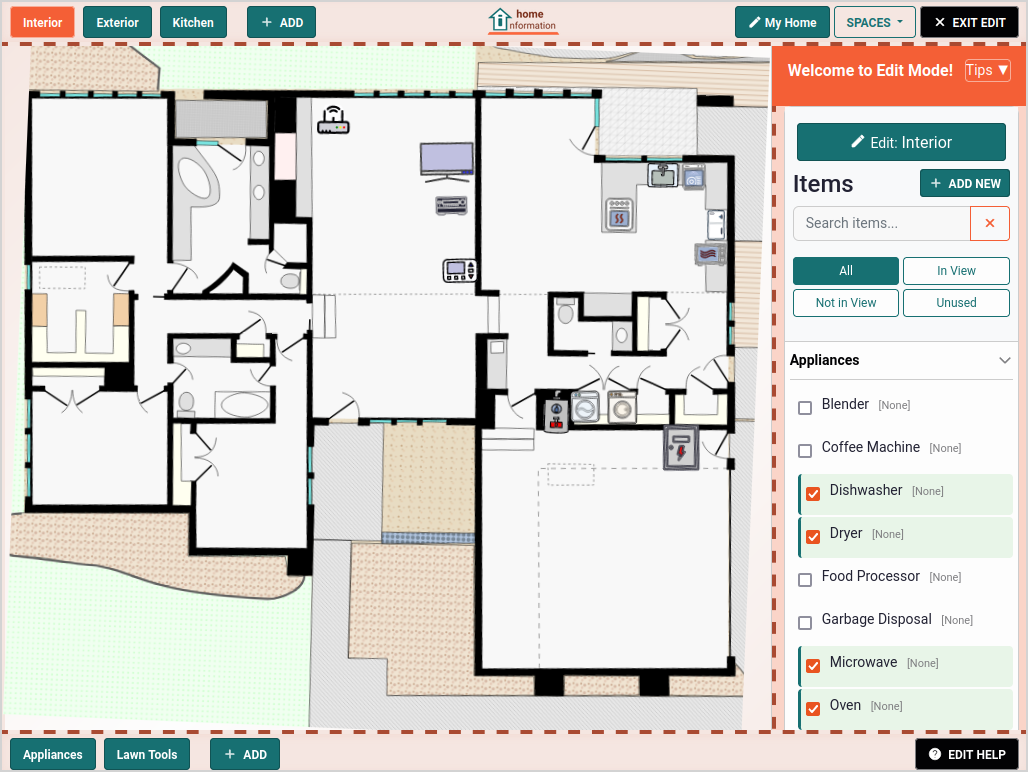 Interior
Exterior
Kitchen
+ ADD
home
information
My Home
SPACES
EXIT EDIT
Welcome to Edit Mode!
Tips ▼
Edit: Interior
Items
+ ADD NEW
Search items...
All
In View
Not in View
Unused
Appliances
Blender [None]
Coffee Machine [None]
Dishwasher [None]
Dryer [None]
Food Processor [None]
Garbage Disposal [None]
Microwave [None]
Oven [None]
Appliances
Lawn Tools
+ ADD
EDIT HELP